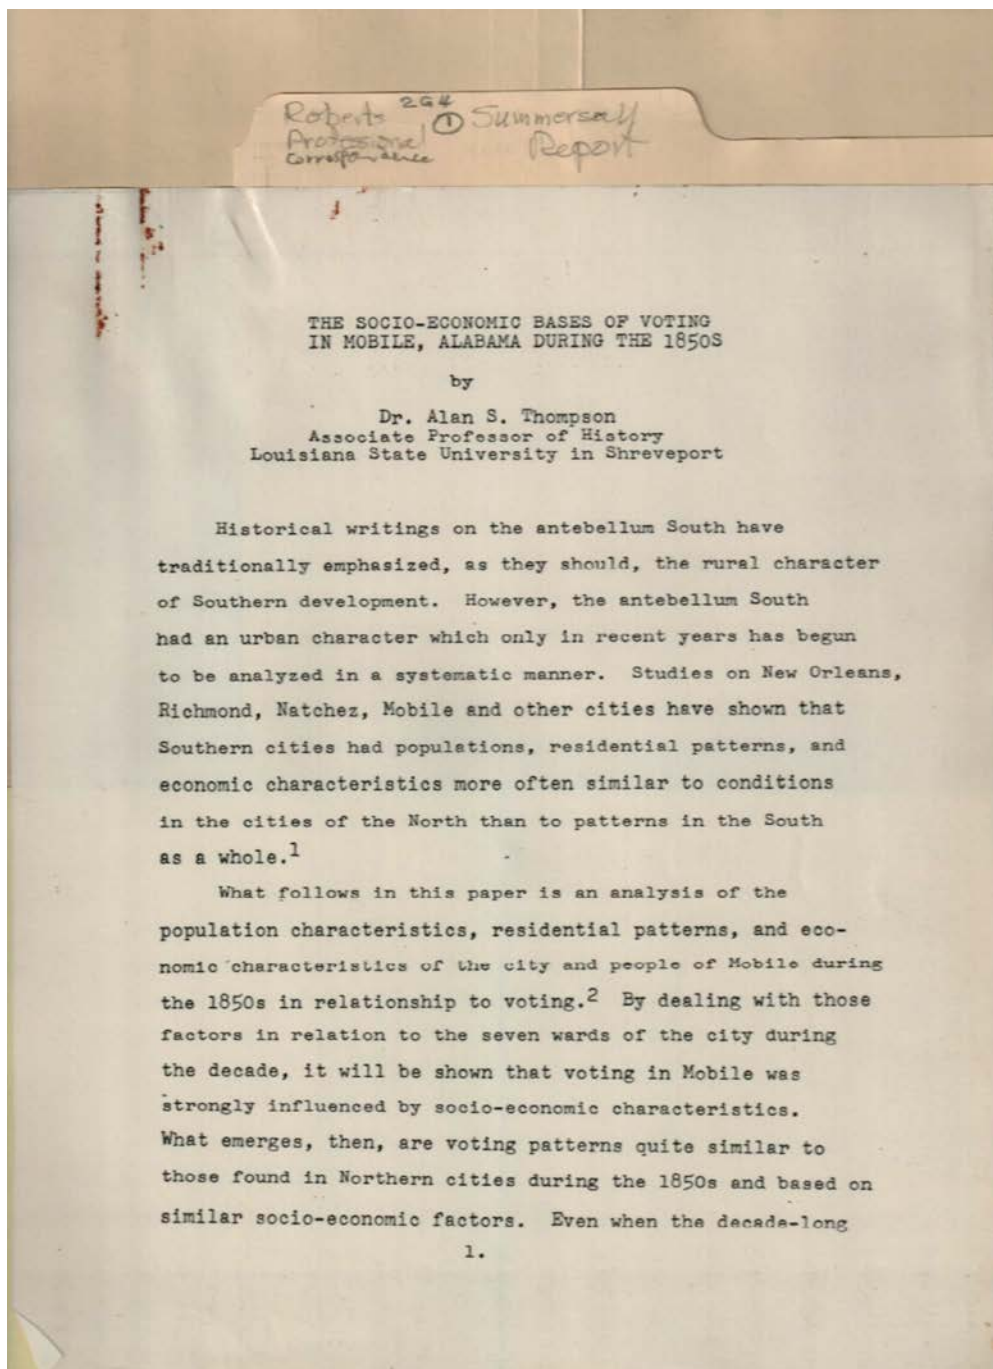 Roberts 2G4 ① Summersell
Professional Report
Correspondence
THE SOCIO-ECONOMIC BASES OF VOTING
IN MOBILE, ALABAMA DURING THE 1850S
by
Dr. Alan S. Thompson
Associate Professor of History
Louisiana State University in Shreveport
Historical writings on the antebellum South have
traditionally emphasized, as they should, the rural character
of Southern development. However, the antebellum South
had an urban character which only in recent years has begun
to be analyzed in a systematic manner. Studies on New Orleans,
Richmond, Natchez, Mobile and other cities have shown that
Southern cities had populations, residential patterns, and
economic characteristics more often similar to conditions
in the cities of the North than to patterns in the South
as a whole.1
What follows in this paper is an analysis of the
population characteristics, residential patterns, and eco-
nomic characteristics of the city and people of Mobile during
the 1850s in relationship to voting.2 By dealing with those
factors in relation to the seven wards of the city during
the decade, it will be shown that voting in Mobile was
strongly influenced by socio-economic characteristics.
What emerges, then, are voting patterns quite similar to
those found in Northern cities during the 1850s and based on
similar socio-economic factors. Even when the decade-long
1.